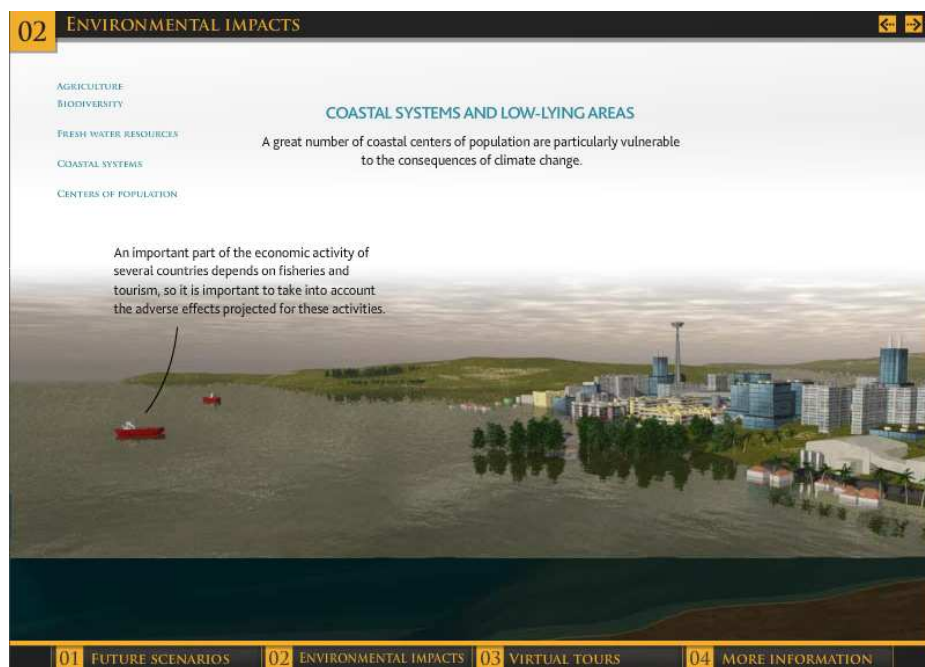 02 ENVIRONMENTAL IMPACTS
AGRICULTURE
BIODIVERSITY
FRESH WATER RESOURCES
COASTAL SYSTEMS
CENTERS OF POPULATION
COASTAL SYSTEMS AND LOW-LYING AREAS
A great number of coastal centers of population are particularly vulnerable
to the consequences of climate change.
An important part of the economic activity of
several countries depends on fisheries and
tourism, so it is important to take into account
the adverse effects projected for these activities.
01 FUTURE SCENARIOS 02 ENVIRONMENTAL IMPACTS 03 VIRTUAL TOURS 04 MORE INFORMATION